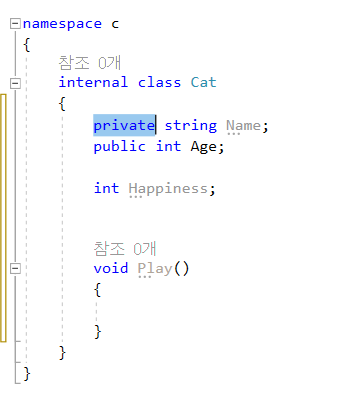 namespace c
{
참조 0개
internal class Cat
{
private string Name;
public int Age;
int Happiness;
참조 0개
void Play()
{
}
}
}